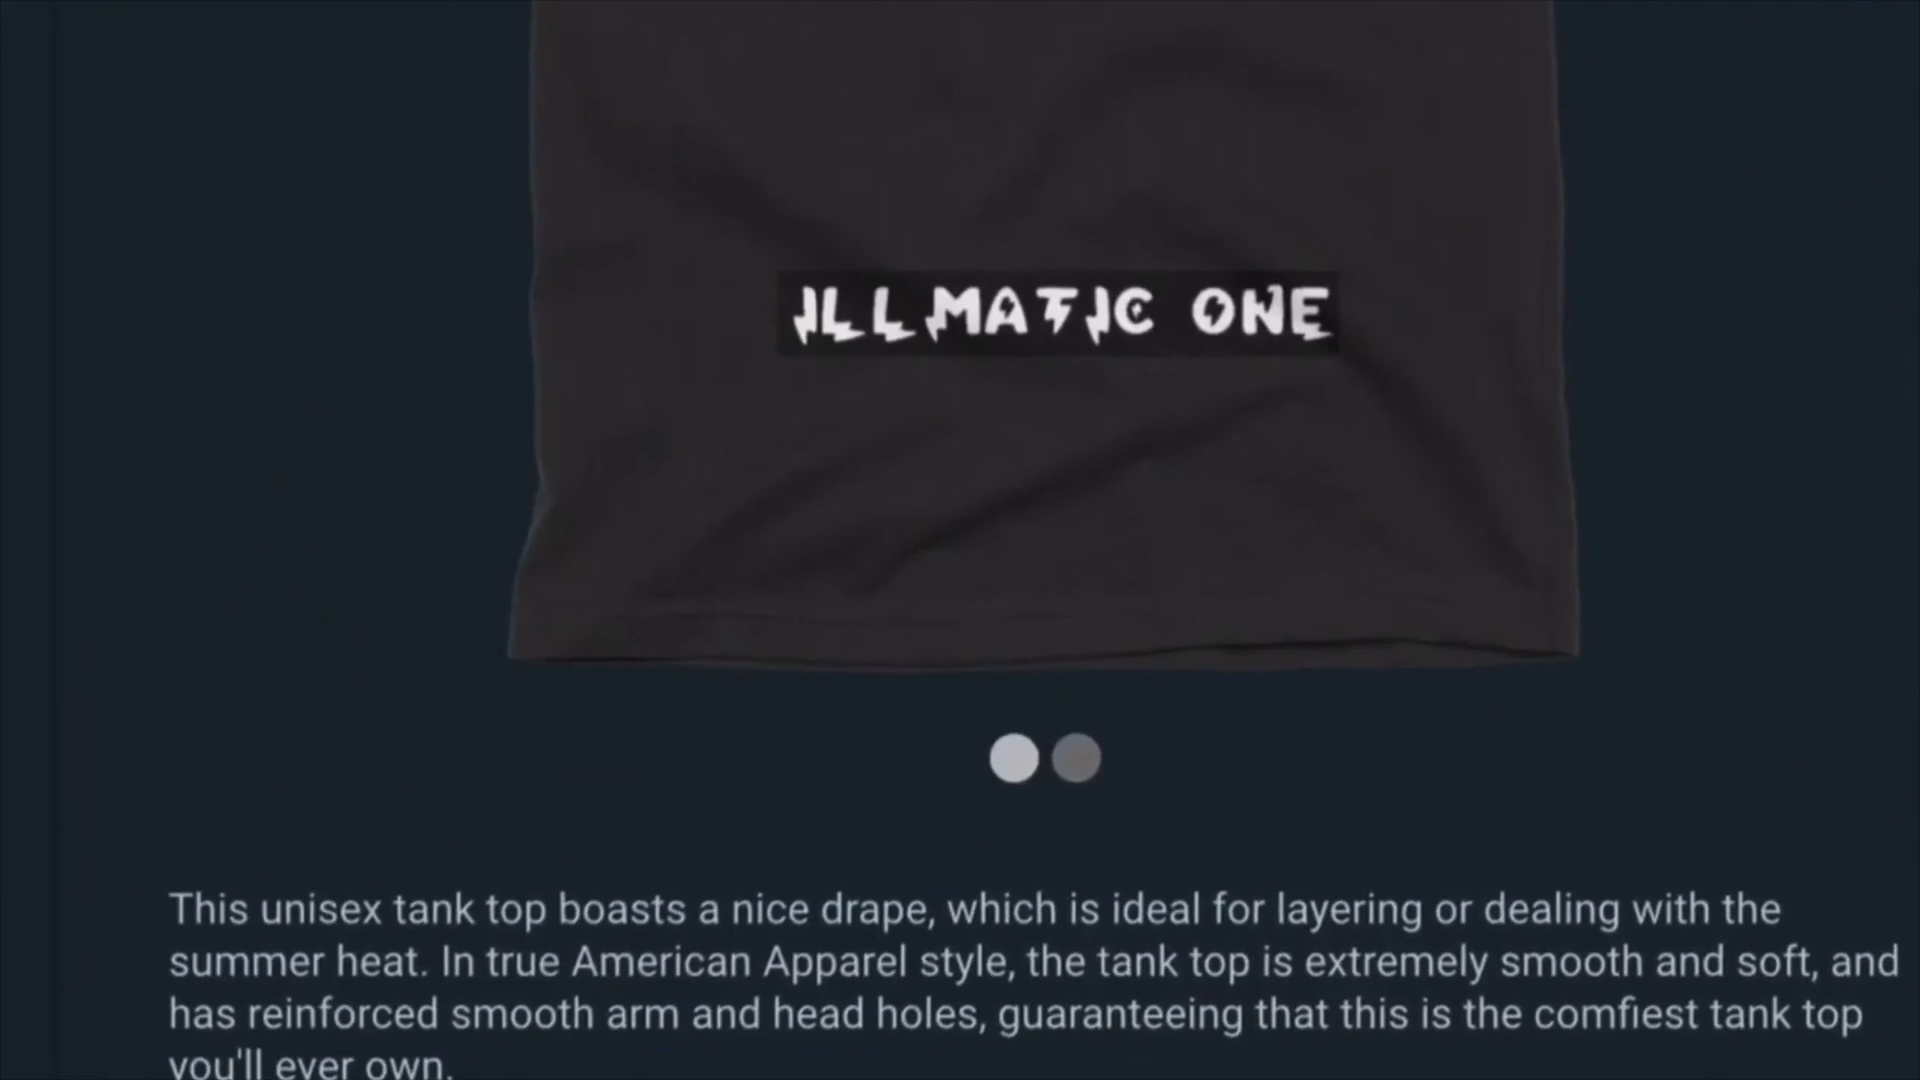 ILLMATIC ONE
This unisex tank top boasts a nice drape, which is ideal for layering or dealing with the
summer heat. In true American Apparel style, the tank top is extremely smooth and soft, and
has reinforced smooth arm and head holes, guaranteeing that this is the comfiest tank top
you'll ever own.